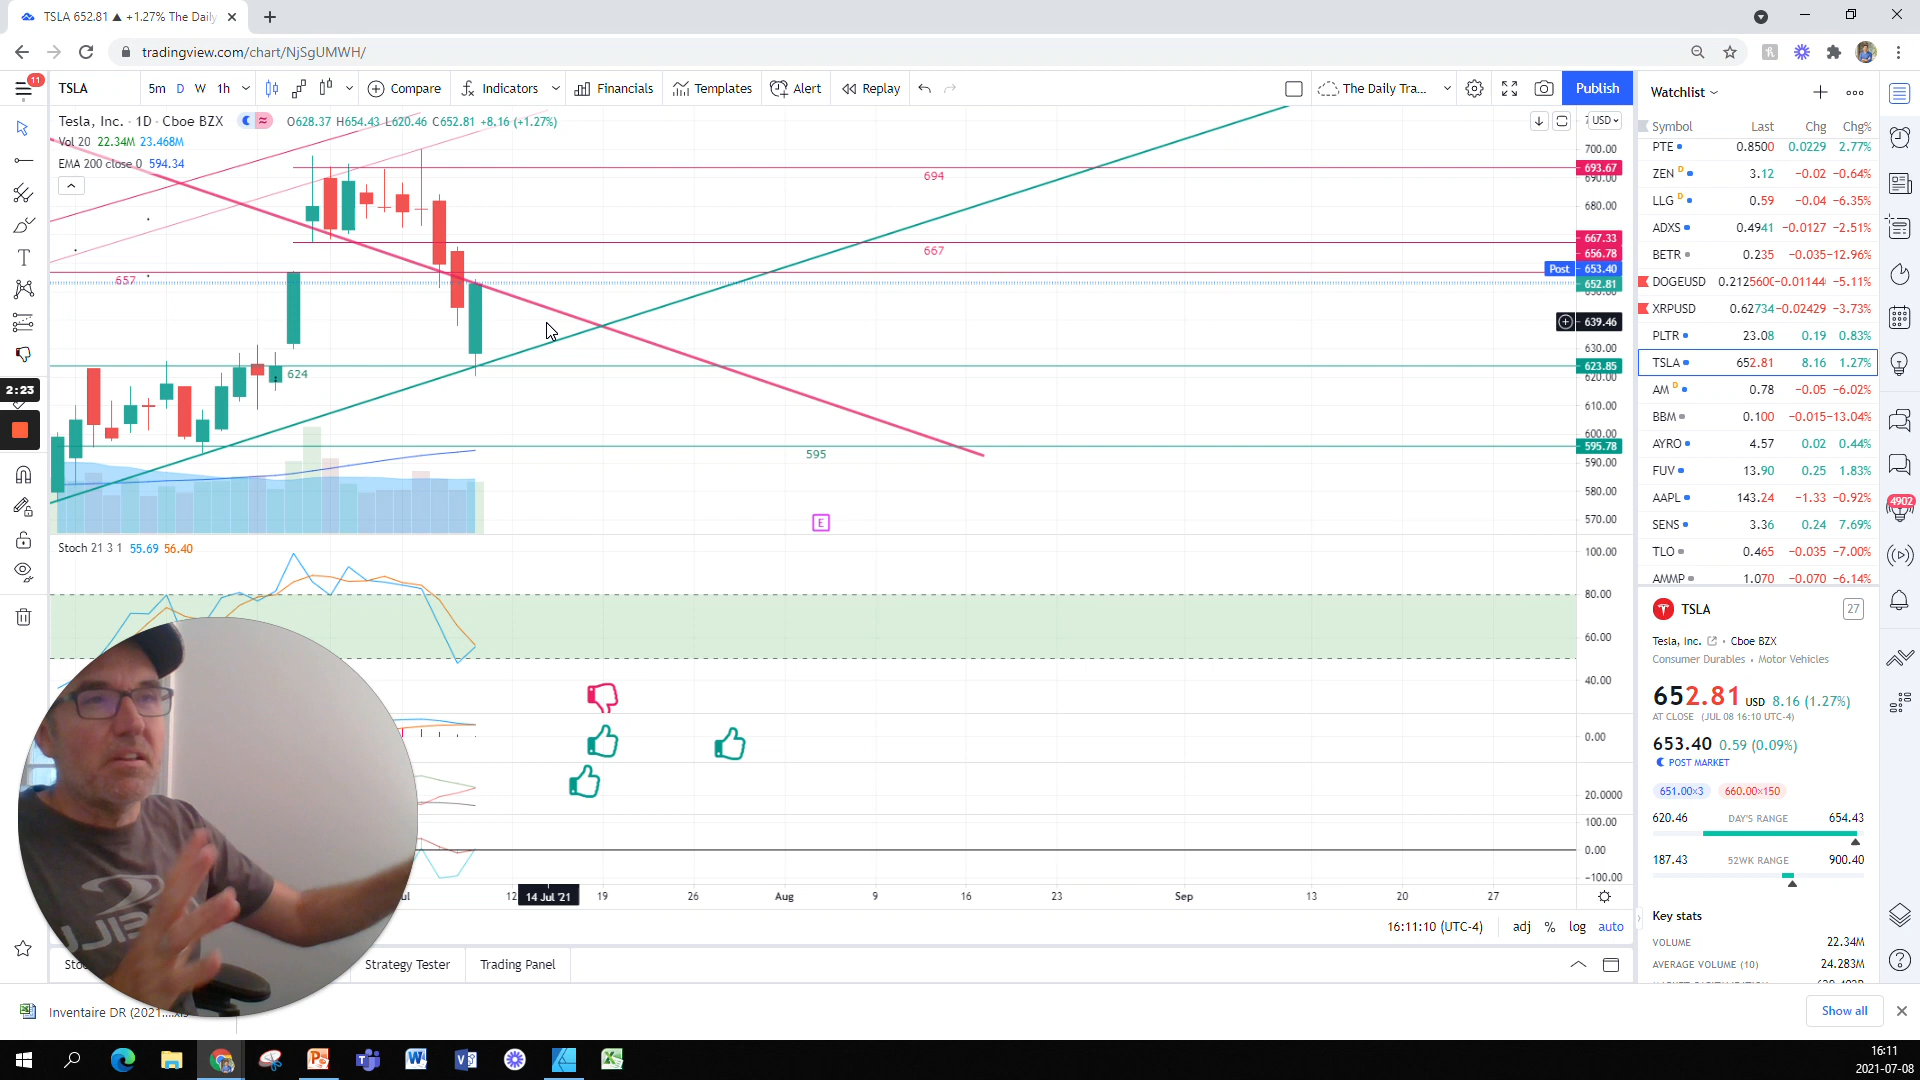 TSLA 652.81 ▲ +1.27% The Daily
tradingview.com/chart/NjSgUMWH/
11
TSLA
5m D W 1h
Compare
Indicators
Financials
Templates
Alert
Replay
The Daily Tra...
Publish
Tesla, Inc. · 1D · Cboe BZX
O628.37 H654.43 L620.46 C652.81 +8.16 (+1.27%)
Vol 20 22.34M 23.468M
EMA 200 close 0 594.34
USD
700.00
693.67
690.00
680.00
667.33
656.78
Post 653.40
652.81
639.46
630.00
623.85
620.00
610.00
600.00
595.78
590.00
580.00
570.00
694
667
657
624
595
E
2:23
Stoch 21 3 1 55.69 56.40
100.00
80.00
60.00
40.00
0.00
20.0000
100.00
0.00
-100.00
12
14 Jul '21
19
26
Aug
9
16
23
Sep
13
20
27
16:11:10 (UTC-4)
adj % log auto
Strategy Tester
Trading Panel
Watchlist
Symbol Last Chg Chg%
PTE 0.8500 0.0229 2.77%
ZEN D 3.12 −0.02 −0.64%
LLG D 0.59 −0.04 −6.35%
ADXS 0.4941 −0.0127 −2.51%
BETR 0.235 −0.035 −12.96%
DOGEUSD 0.212560C −0.01144 −5.11%
XRPUSD 0.62734 −0.02429 −3.73%
PLTR 23.08 0.19 0.83%
TSLA 652.81 8.16 1.27%
AM D 0.78 −0.05 −6.02%
BBM 0.100 −0.015 −13.04%
AYRO 4.57 0.02 0.44%
FUV 13.90 0.25 1.83%
AAPL 143.24 −1.33 −0.92%
SENS 3.36 0.24 7.69%
TLO 0.465 −0.035 −7.00%
AMMP 1.070 −0.070 −6.14%
4902
TSLA
27
Tesla, Inc. · Cboe BZX
Consumer Durables · Motor Vehicles
652.81 USD 8.16 (1.27%)
AT CLOSE (JUL 08 16:10 UTC-4)
653.40 0.59 (0.09%)
POST MARKET
651.00×3 660.00×150
620.46 DAY'S RANGE 654.43
187.43 52WK RANGE 900.40
Key stats
VOLUME 22.34M
AVERAGE VOLUME (10) 24.283M
Inventaire DR (2021....xls
Show all
16:11
2021-07-08